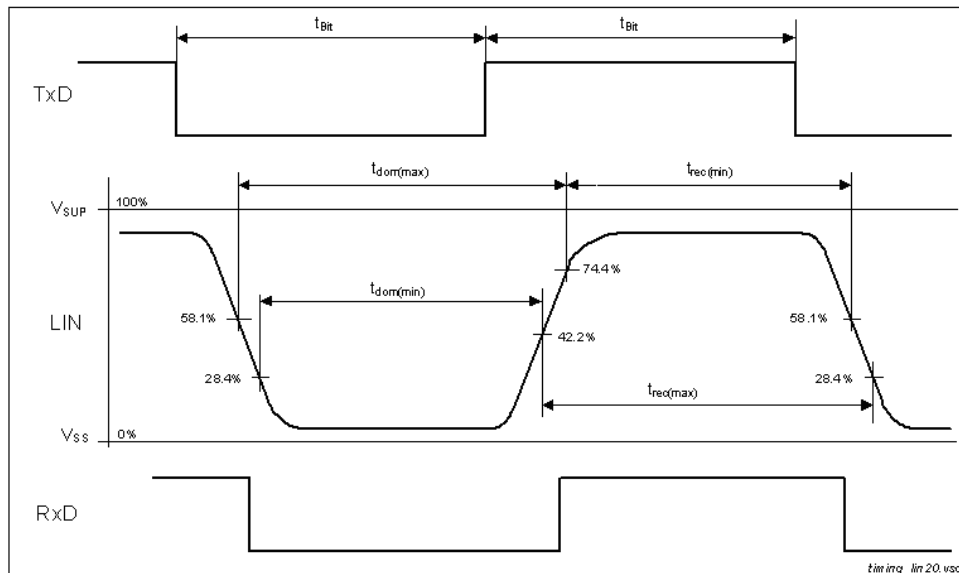 tBit tBit
TxD
tdom(max) trec(min)
VSUP 100%
74.4%
tdom(min)
LIN 58.1% 42.2% 58.1%
28.4% 28.4%
trec(max)
VSS 0%
RxD
timing_lin20.vsd